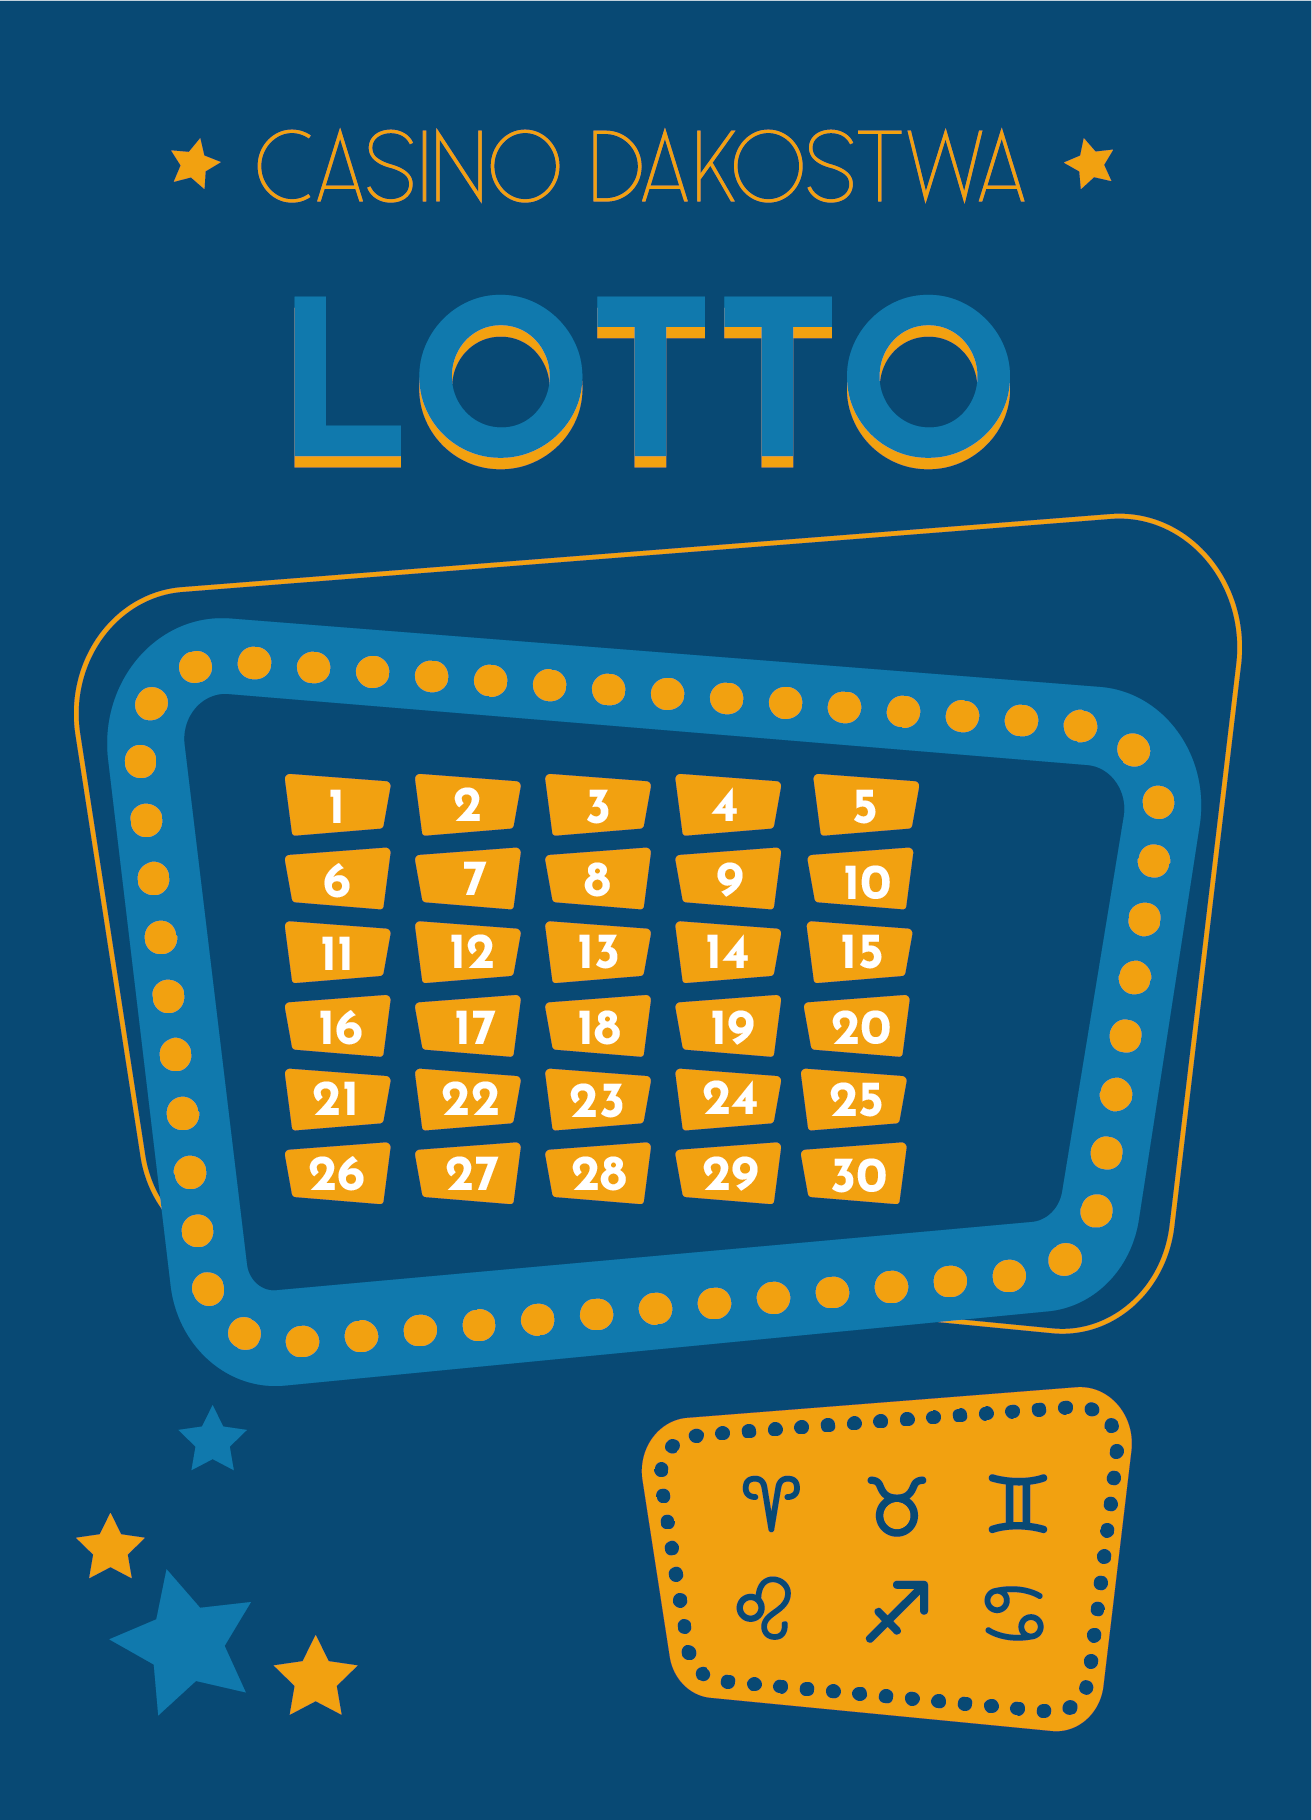 CASINO DAKOSTWA
LOTTO
1 2 3 4 5
6 7 8 9 10
11 12 13 14 15
16 17 18 19 20
21 22 23 24 25
26 27 28 29 30
♈ ♉ ♊
♌ ♐ ♋